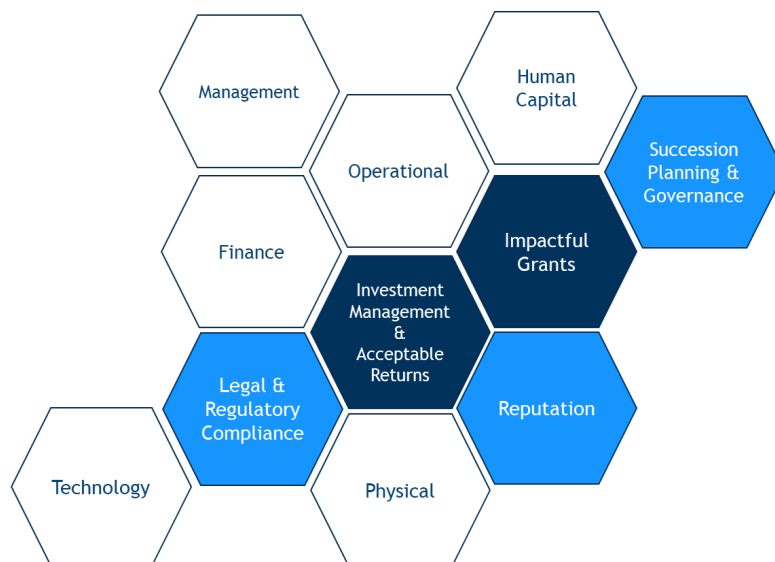 Management
Human
Capital
Operational
Succession
Planning &
Governance
Finance
Impactful
Grants
Investment
Management
&
Acceptable
Returns
Legal &
Regulatory
Compliance
Reputation
Technology
Physical